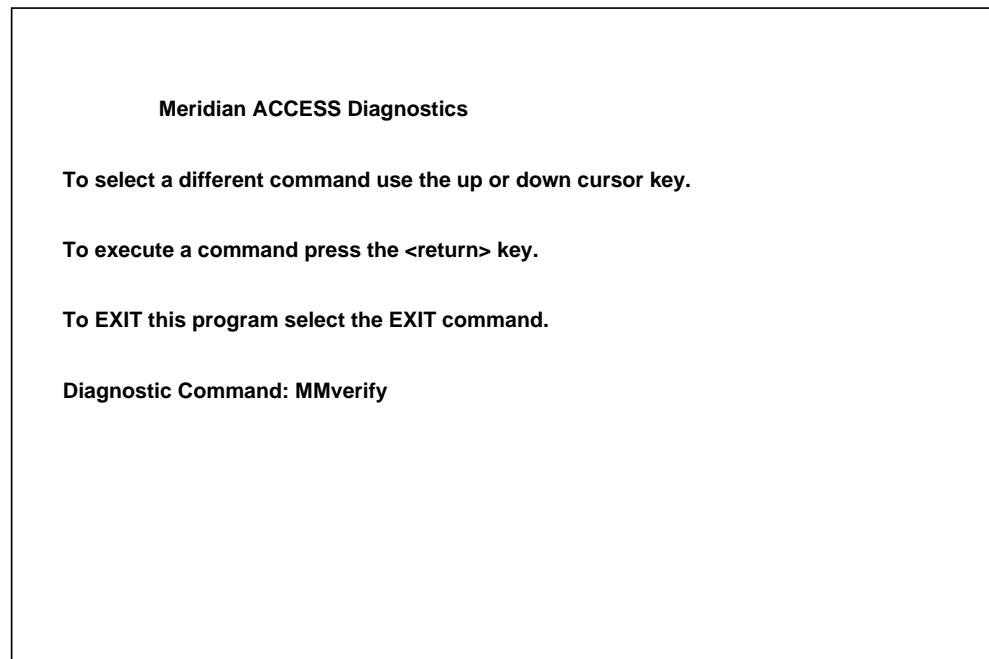 Meridian ACCESS Diagnostics
To select a different command use the up or down cursor key.
To execute a command press the <return> key.
To EXIT this program select the EXIT command.
Diagnostic Command: MMverify